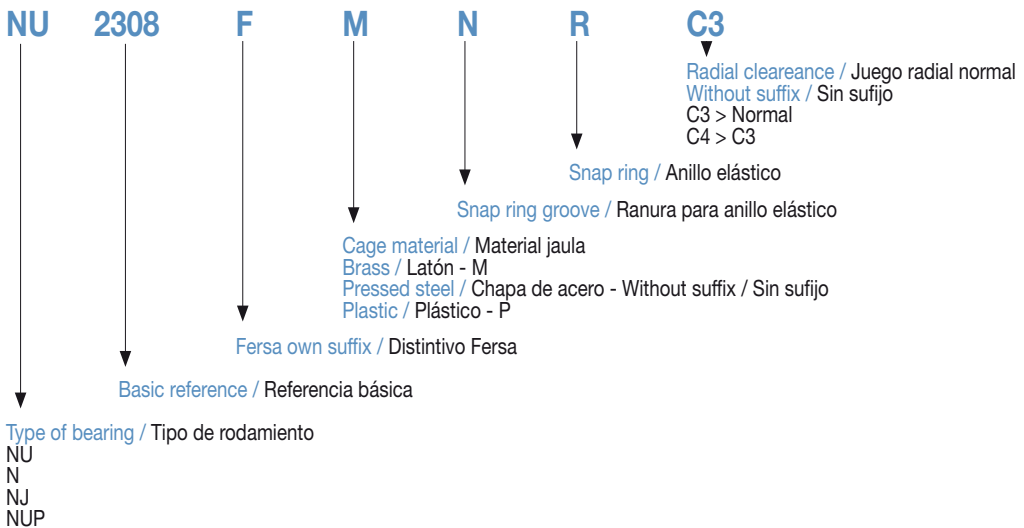 NU 2308 F M N R C3
Radial cleareance / Juego radial normal
Without suffix / Sin sufijo
C3 > Normal
C4 > C3
Snap ring / Anillo elástico
Snap ring groove / Ranura para anillo elástico
Cage material / Material jaula
Brass / Latón - M
Pressed steel / Chapa de acero - Without suffix / Sin sufijo
Plastic / Plástico - P
Fersa own suffix / Distintivo Fersa
Basic reference / Referencia básica
Type of bearing / Tipo de rodamiento
NU
N
NJ
NUP